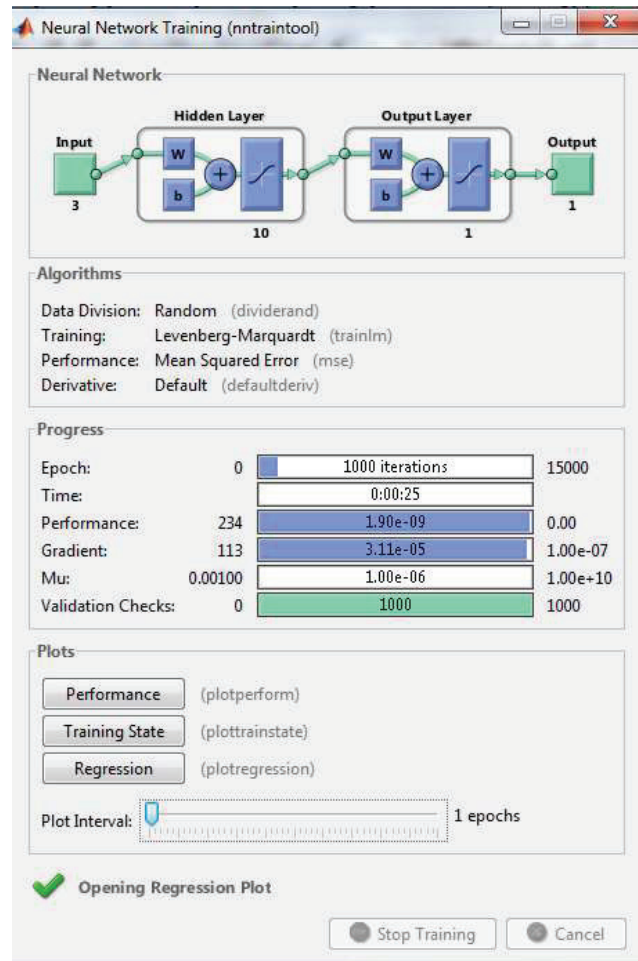 Neural Network Training (nntraintool)
Neural Network
Hidden Layer Output Layer
Input Output
W W
b b
+ +
3 1
10 1
Algorithms
Data Division: Random (dividerand)
Training: Levenberg-Marquardt (trainlm)
Performance: Mean Squared Error (mse)
Derivative: Default (defaultderiv)
Progress
Epoch: 0 1000 iterations 15000
Time: 0:00:25
Performance: 234 1.90e-09 0.00
Gradient: 113 3.11e-05 1.00e-07
Mu: 0.00100 1.00e-06 1.00e+10
Validation Checks: 0 1000 1000
Plots
Performance (plotperform)
Training State (plottrainstate)
Regression (plotregression)
Plot Interval: 1 epochs
Opening Regression Plot
Stop Training Cancel